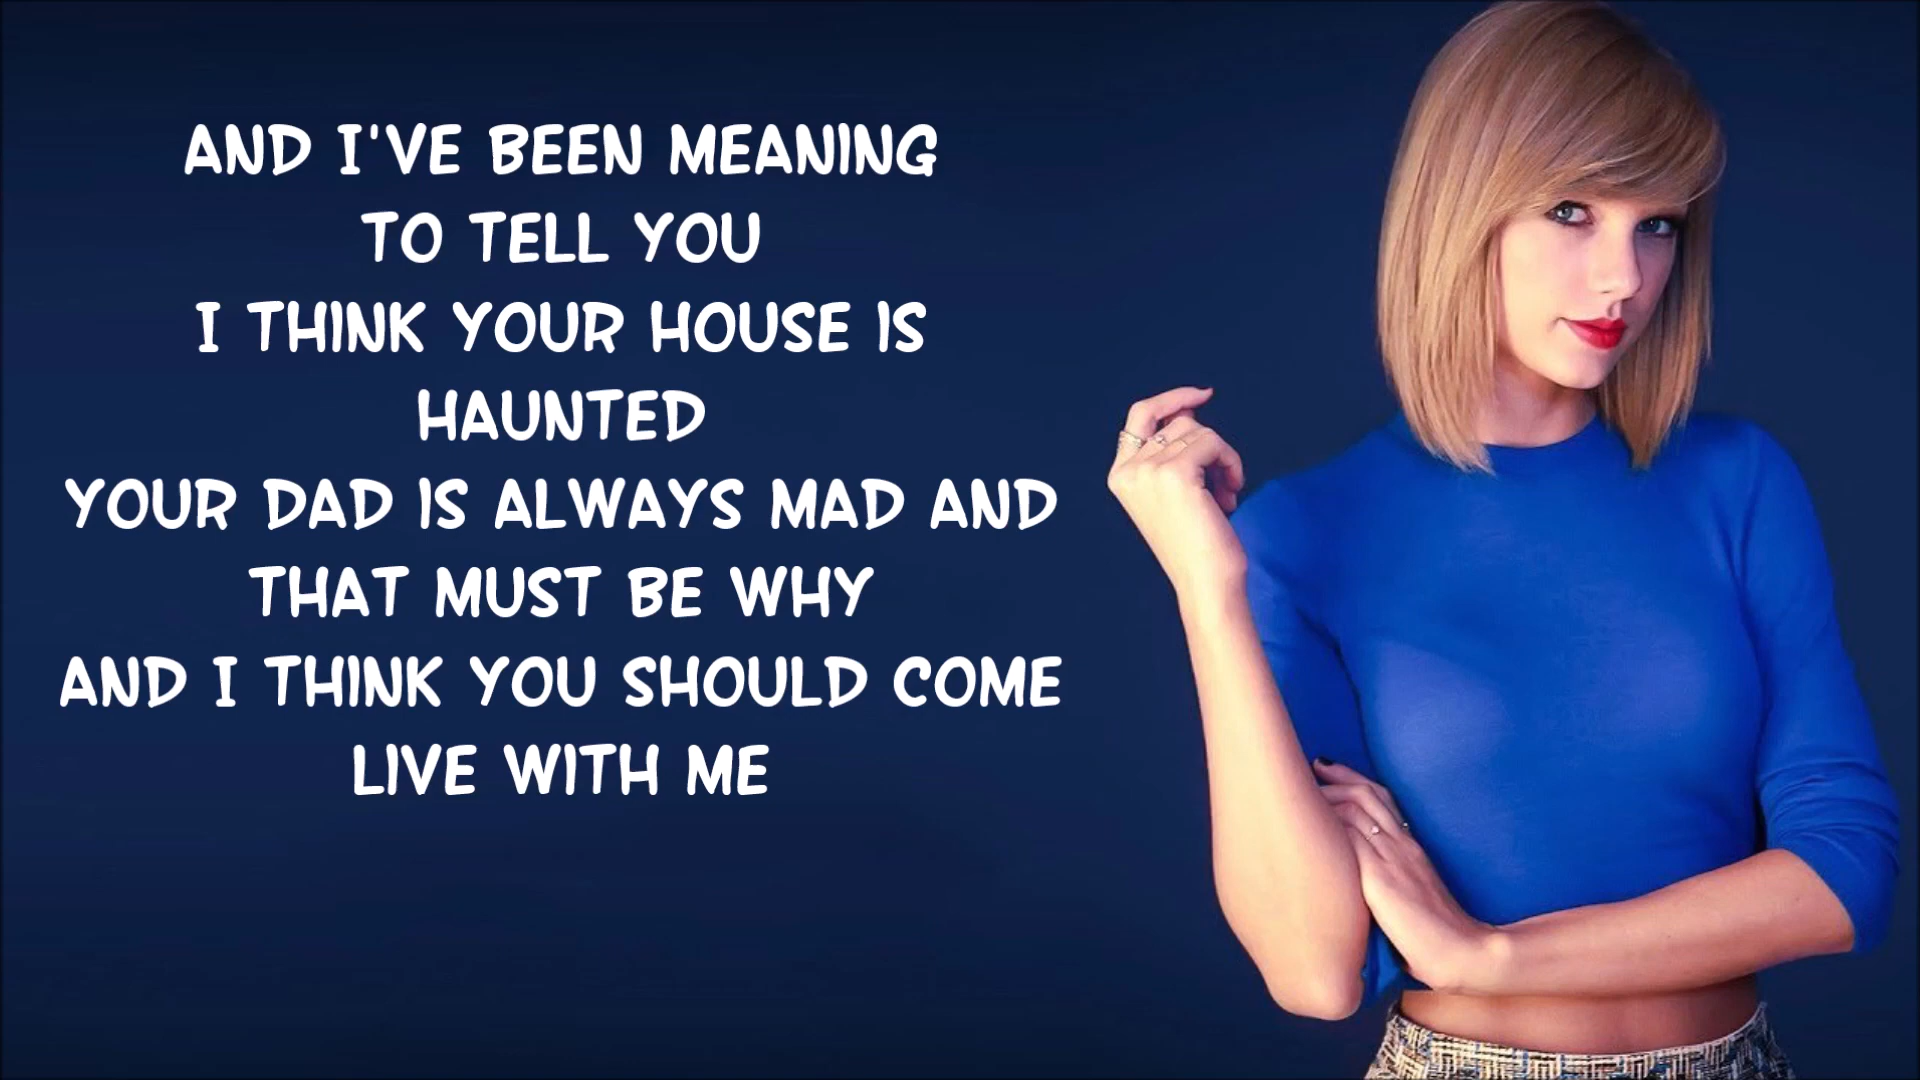 AND I'VE BEEN MEANING
TO TELL YOU
I THINK YOUR HOUSE IS
HAUNTED
YOUR DAD IS ALWAYS MAD AND
THAT MUST BE WHY
AND I THINK YOU SHOULD COME
LIVE WITH ME